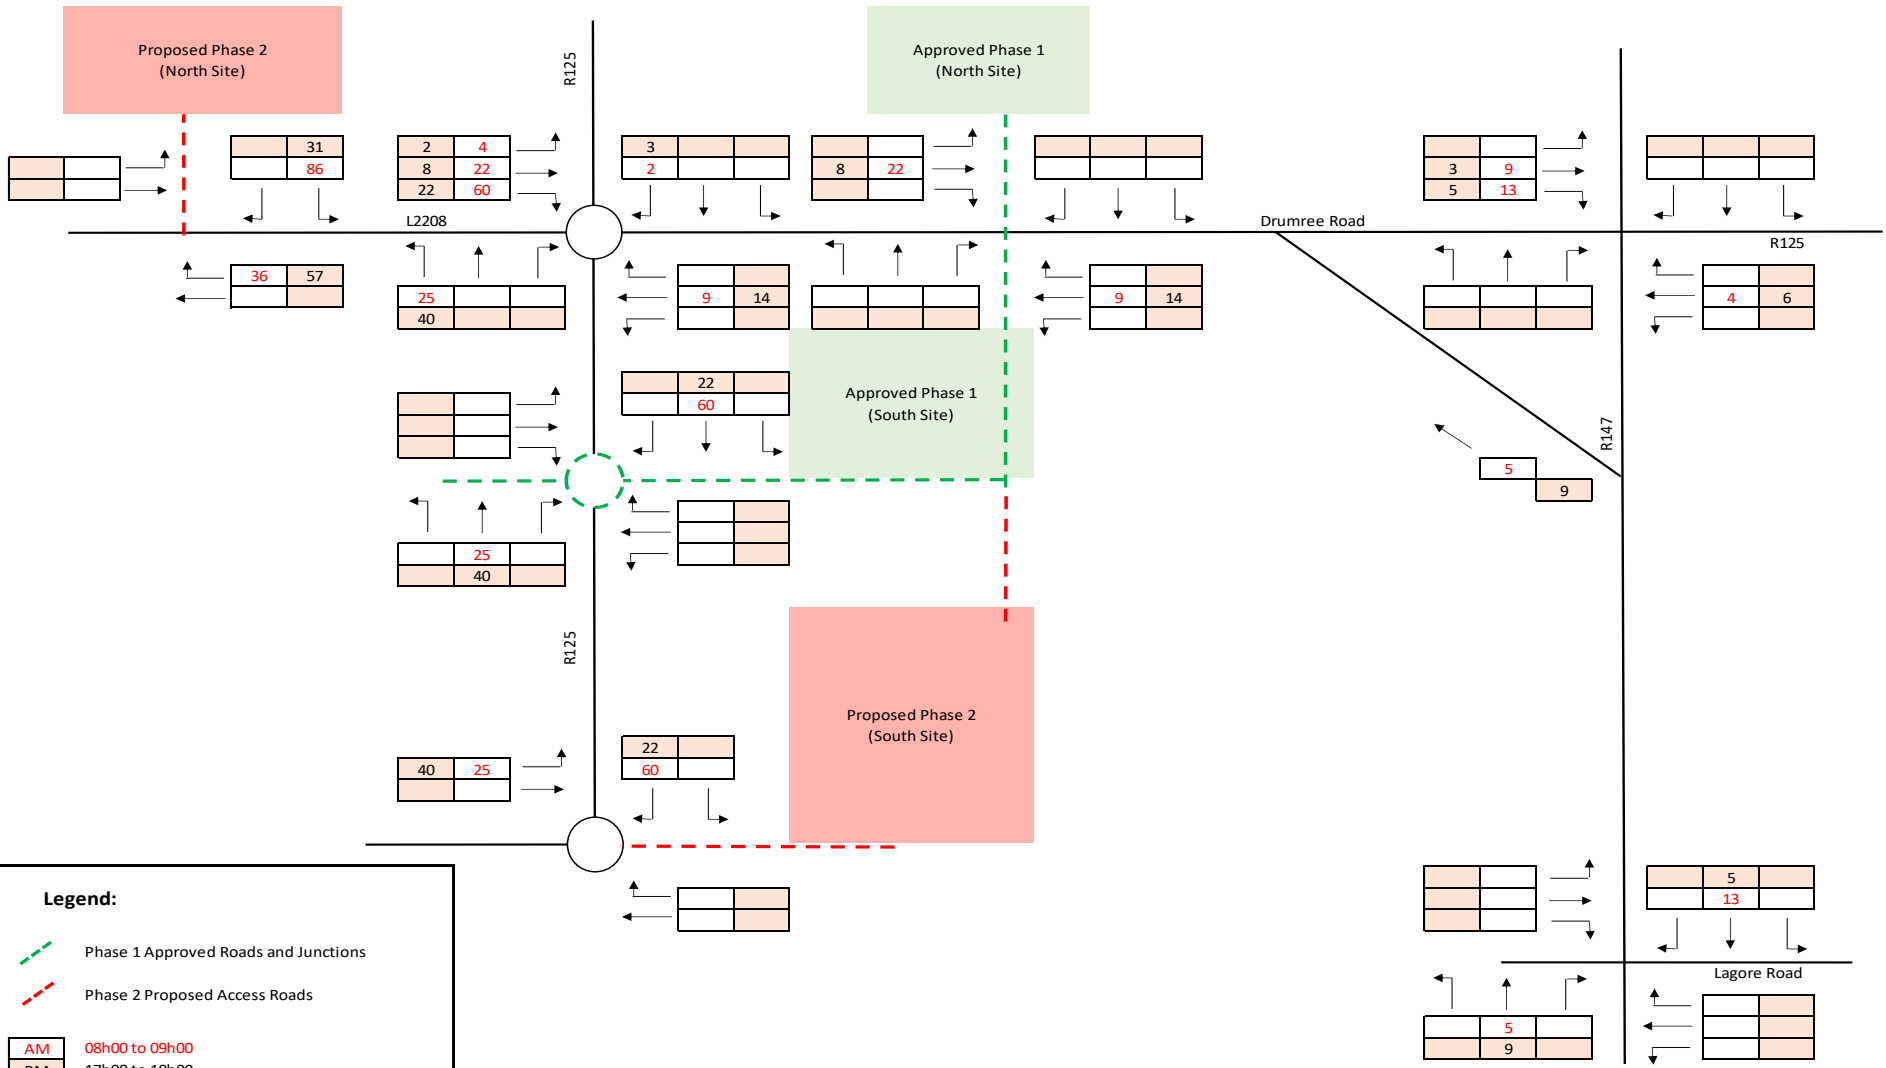 Proposed Phase 2
(North Site)
R125
Approved Phase 1
(North Site)
31
86
2 4
8 22
22 60
3
2
8 22
3 9
5 13
L2208
Drumree Road
R125
36 57
25
40
9 14
9 14
4 6
22
60
Approved Phase 1
(South Site)
R147
5
9
25
40
R125
Proposed Phase 2
(South Site)
40 25
22
60
5
13
Lagore Road
5
9
Legend:
Phase 1 Approved Roads and Junctions
Phase 2 Proposed Access Roads
AM 08h00 to 09h00
PM 17h00 to 18h00